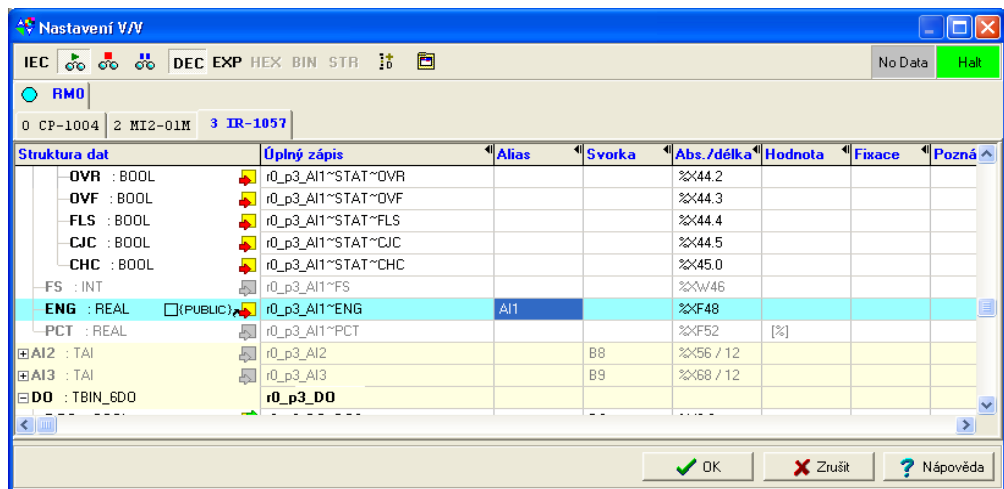 Nastavení V/V
IEC DEC EXP HEX BIN STR No Data Halt
RM0
0 CP-1004 2 MI2-01M 3 IR-1057
Struktura dat Úplný zápis Alias Svorka Abs./délka Hodnota Fixace Pozná
OVR : BOOL r0_p3_AI1~STAT~OVR %X44.2
OVF : BOOL r0_p3_AI1~STAT~OVF %X44.3
FLS : BOOL r0_p3_AI1~STAT~FLS %X44.4
CJC : BOOL r0_p3_AI1~STAT~CJC %X44.5
CHC : BOOL r0_p3_AI1~STAT~CHC %X45.0
FS : INT r0_p3_AI1~FS %XW46
ENG : REAL {PUBLIC} r0_p3_AI1~ENG AI1 %XF48
PCT : REAL r0_p3_AI1~PCT %XF52 [%]
AI2 : TAI r0_p3_AI2 B8 %X56 / 12
AI3 : TAI r0_p3_AI3 B9 %X68 / 12
DO : TBIN_6DO r0_p3_DO
OK Zrušit Nápověda